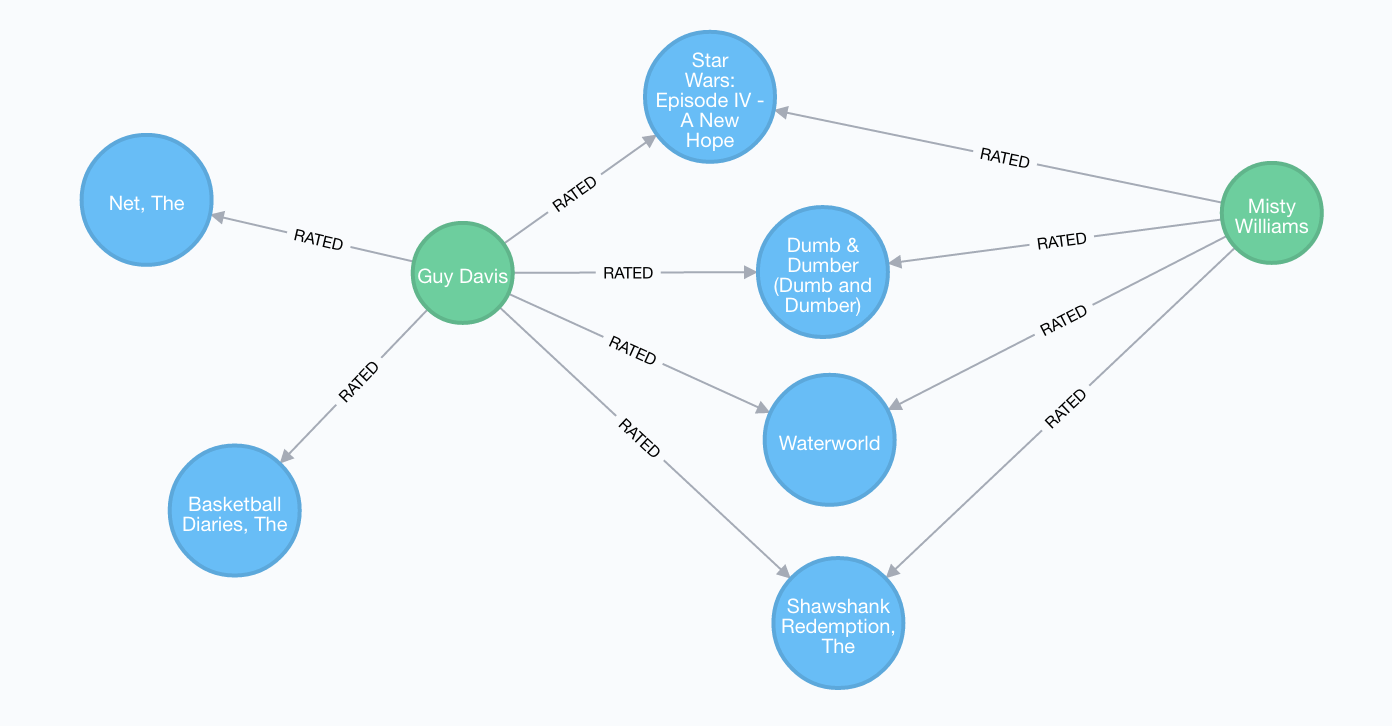 Star
Wars:
Episode IV -
A New
Hope
RATED
RATED
Net, The
Misty
Williams
RATED
RATED
Guy Davis
RATED
Dumb &
Dumber
(Dumb and
Dumber)
RATED
RATED
RATED
RATED
RATED
RATED
Waterworld
Basketball
Diaries, The
Shawshank
Redemption,
The